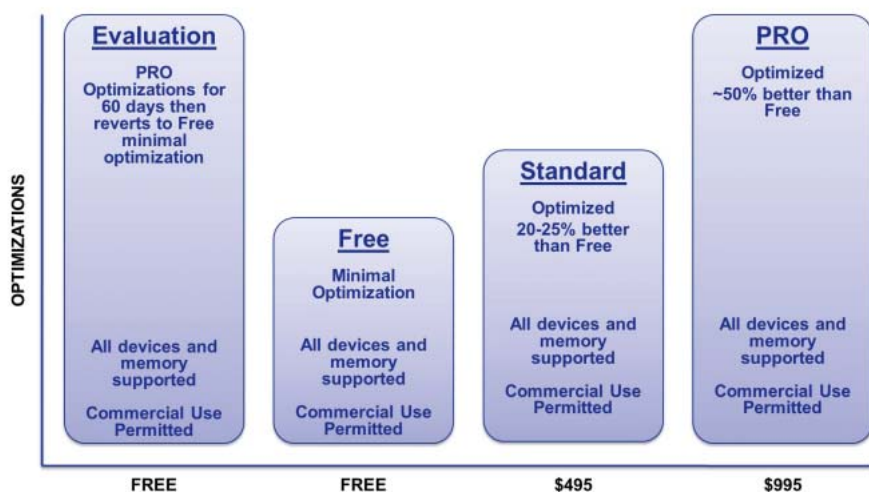 OPTIMIZATIONS
Evaluation
PRO
Optimizations for
60 days then
reverts to Free
minimal
optimization
All devices and
memory
supported
Commercial Use
Permitted
Free
Minimal
Optimization
All devices and
memory
supported
Commercial Use
Permitted
Standard
Optimized
20-25% better
than Free
All devices and
memory
supported
Commercial Use
Permitted
PRO
Optimized
~50% better than
Free
All devices and
memory
supported
Commercial Use
Permitted
FREE
FREE
$495
$995